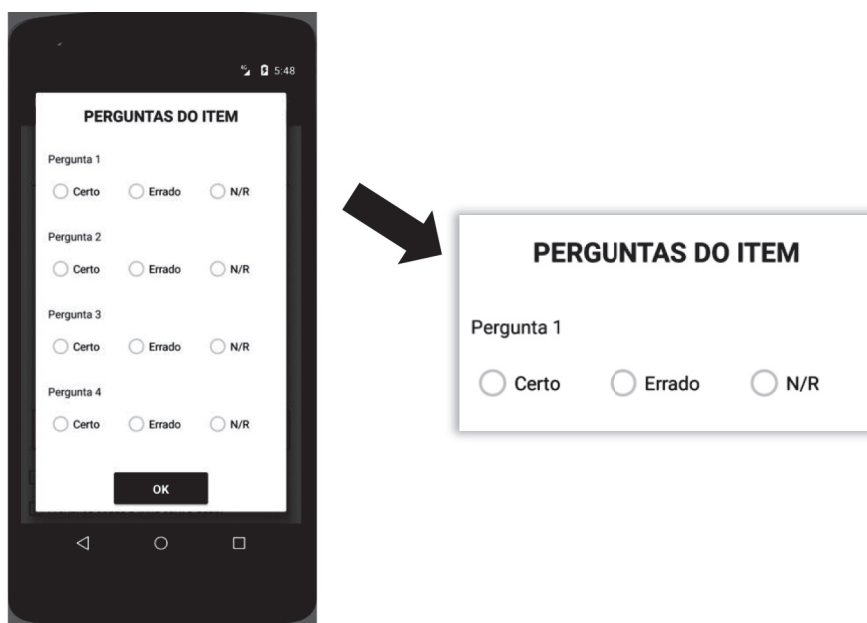 5:48
PERGUNTAS DO ITEM
Pergunta 1
Certo Errado N/R
Pergunta 2
Certo Errado N/R
Pergunta 3
Certo Errado N/R
Pergunta 4
Certo Errado N/R
OK
PERGUNTAS DO ITEM
Pergunta 1
Certo Errado N/R